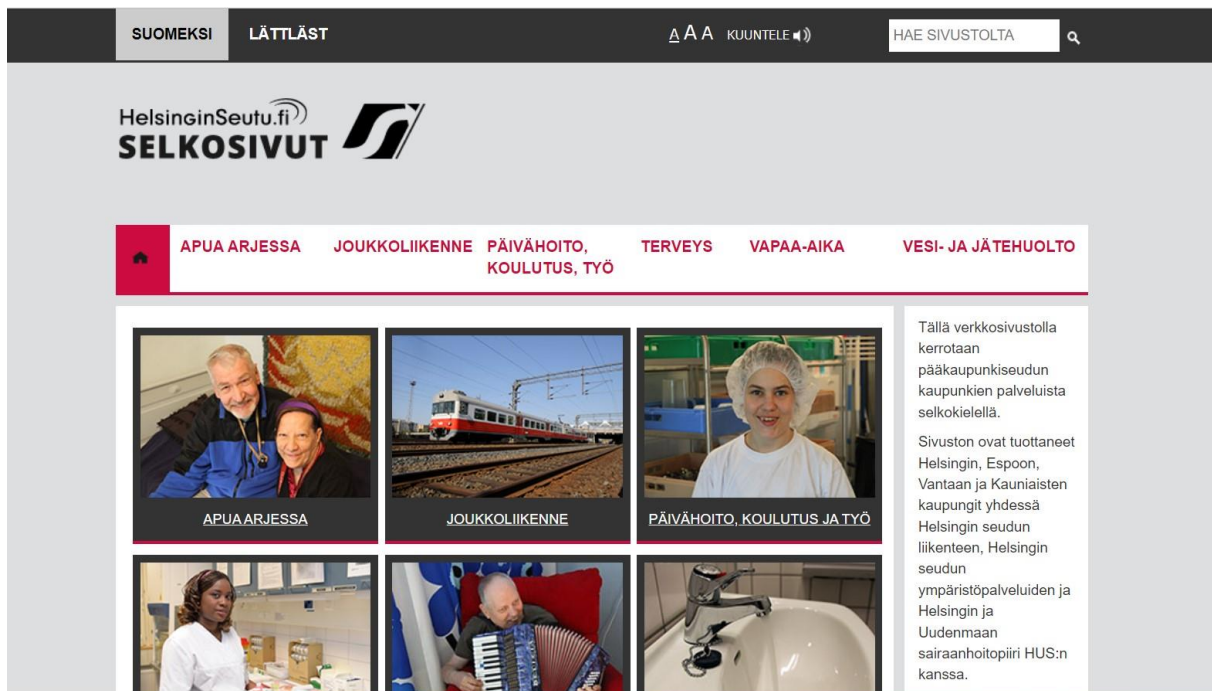 SUOMEKSI LÄTTLÄST A A A KUUNTELE HAE SIVUSTOLTA
HelsinginSeutu.fi
SELKOSIVUT
APUA ARJESSA JOUKKOLIIKENNE PÄIVÄHOITO, TERVEYS VAPAA-AIKA VESI- JA JÄTEHUOLTO
KOULUTUS, TYÖ
APUA ARJESSA
JOUKKOLIIKENNE
PÄIVÄHOITO, KOULUTUS JA TYÖ
Tällä verkkosivustolla
kerrotaan
pääkaupunkiseudun
kaupunkien palveluista
selkokielellä.
Sivuston ovat tuottaneet
Helsingin, Espoon,
Vantaan ja Kauniaisten
kaupungit yhdessä
Helsingin seudun
liikenteen, Helsingin
seudun
ympäristöpalveluiden ja
Helsingin ja
Uudenmaan
sairaanhoitopiiri HUS:n
kanssa.